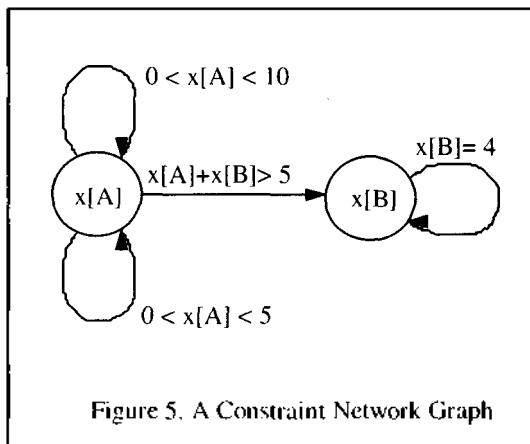 0 < x[A] < 10
x[B]= 4
x[A]+x[B]> 5
x[A]
x[B]
0 < x[A] < 5
Figure 5. A Constraint Network Graph